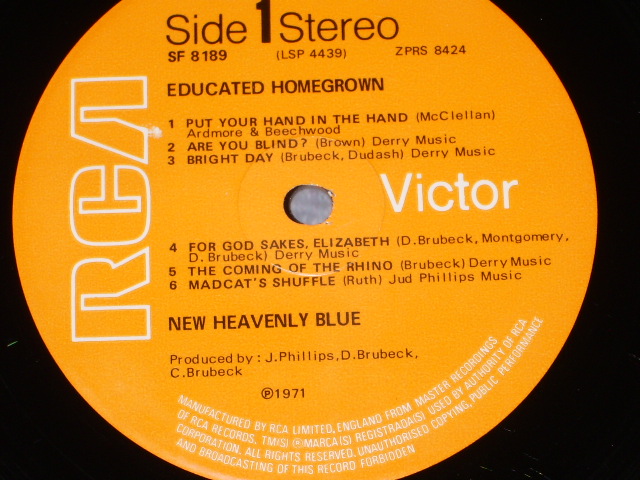 Side 1 Stereo
SF 8189 (LSP 4439) ZPRS 8424
EDUCATED HOMEGROWN
1 PUT YOUR HAND IN THE HAND (McClellan)
Ardmore & Beechwood
2 ARE YOU BLIND? (Brown) Derry Music
3 BRIGHT DAY (Brubeck, Dudash) Derry Music
RCA Victor
4 FOR GOD SAKES, ELIZABETH (D. Brubeck, Montgomery,
D. Brubeck) Derry Music
5 THE COMING OF THE RHINO (Brubeck) Derry Music
6 MADCAT'S SHUFFLE (Ruth) Jud Phillips Music
NEW HEAVENLY BLUE
Produced by : J. Phillips, D. Brubeck,
C. Brubeck
℗1971
MANUFACTURED BY RCA LIMITED, ENGLAND FROM MASTER RECORDINGS
OF RCA RECORDS. TM(S) ® MARCA(S) REGISTRADA(S) USED BY AUTHORITY OF RCA
CORPORATION. ALL RIGHTS RESERVED. UNAUTHORISED COPYING, PUBLIC PERFORMANCE
AND BROADCASTING OF THIS RECORD FORBIDDEN